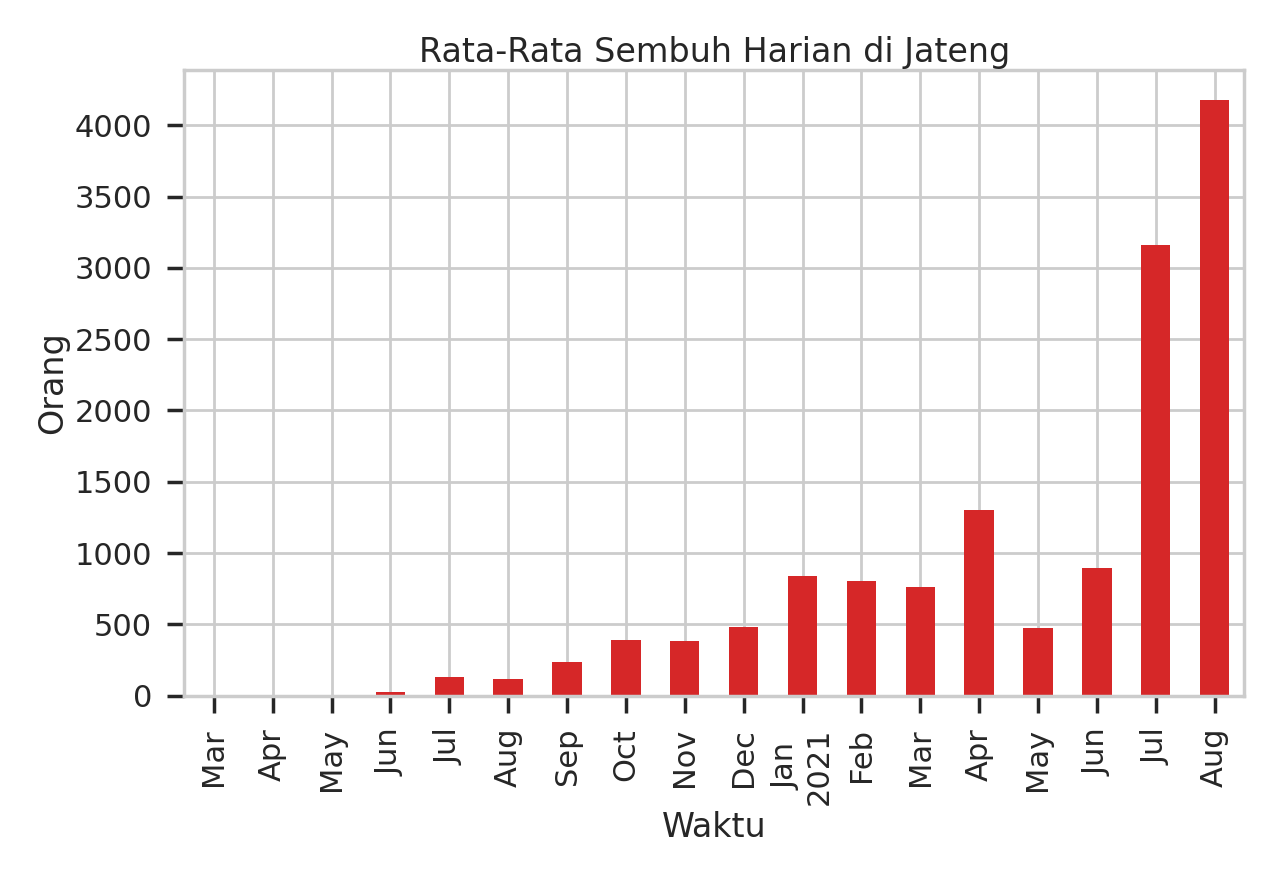 Rata-Rata Sembuh Harian di Jateng
Orang
4000
3500
3000
2500
2000
1500
1000
500
0
Mar
Apr
May
Jun
Jul
Aug
Sep
Oct
Nov
Dec
Jan
2021
Feb
Mar
Apr
May
Jun
Jul
Aug
Waktu